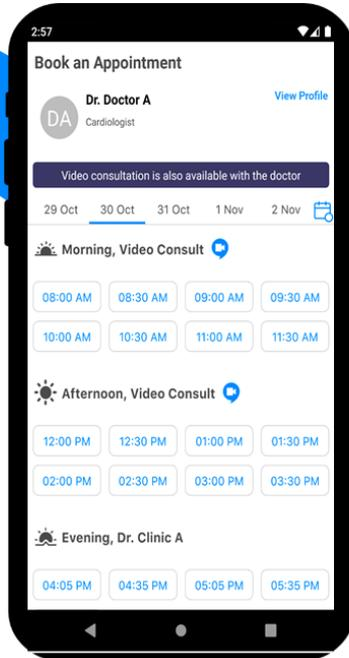 2:57
Book an Appointment
DA
Dr. Doctor A
View Profile
Cardiologist
Video consultation is also available with the doctor
29 Oct 30 Oct 31 Oct 1 Nov 2 Nov
Morning, Video Consult
08:00 AM 08:30 AM 09:00 AM 09:30 AM
10:00 AM 10:30 AM 11:00 AM 11:30 AM
Afternoon, Video Consult
12:00 PM 12:30 PM 01:00 PM 01:30 PM
02:00 PM 02:30 PM 03:00 PM 03:30 PM
Evening, Dr. Clinic A
04:05 PM 04:35 PM 05:05 PM 05:35 PM